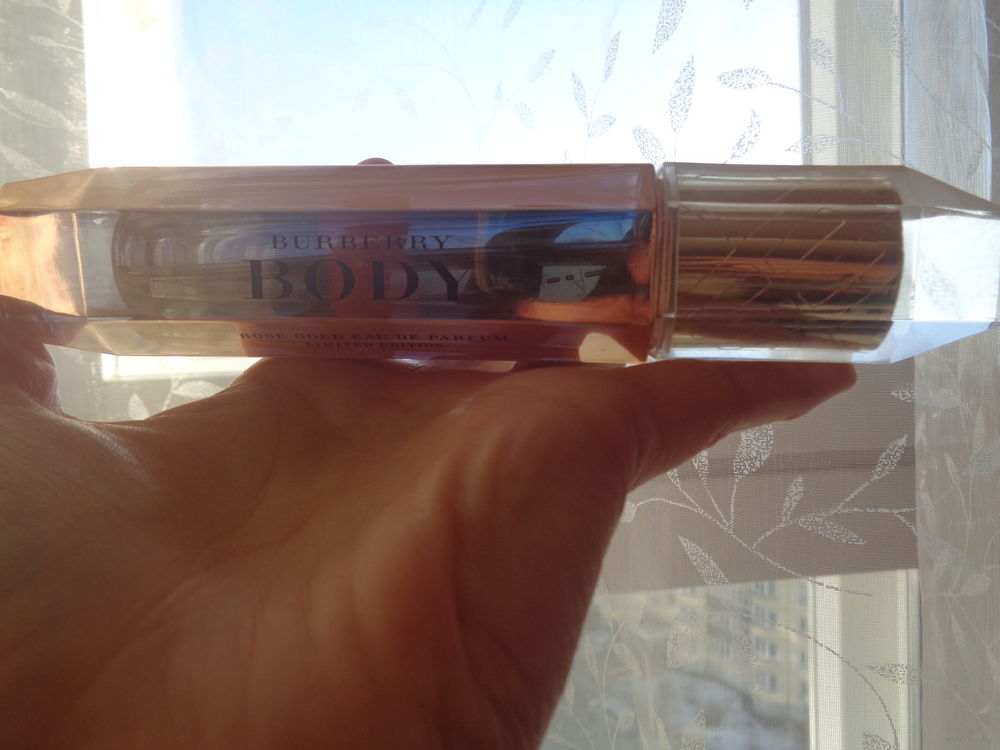 BURBERRY
BODY
ROSE GOLD EAU DE PARFUM
LIMITED EDITION